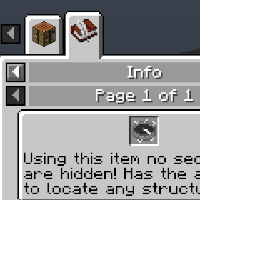 Info
Page 1 of 1
Using this item no sec
are hidden! Has the a
to locate any structu